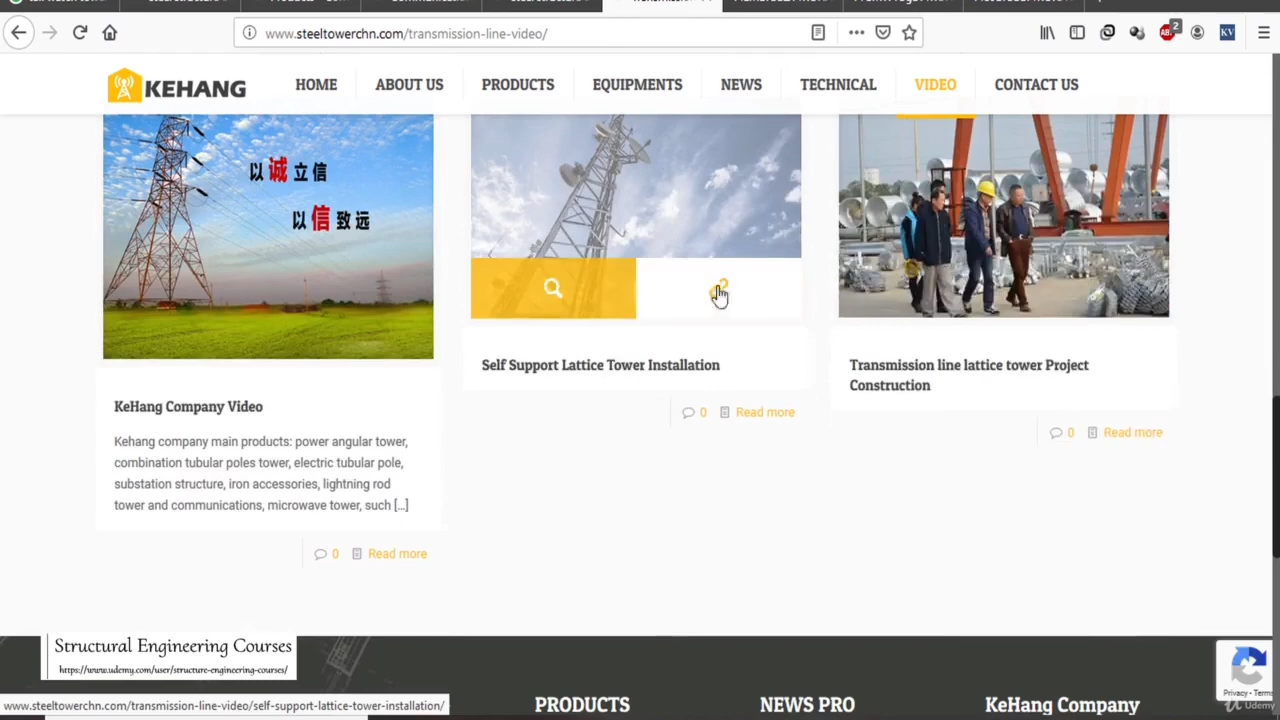 www.steeltowerchn.com/transmission-line-video/
2
KV
KEHANG
HOME
ABOUT US
PRODUCTS
EQUIPMENTS
NEWS
TECHNICAL
VIDEO
CONTACT US
以诚立信
以信致远
Self Support Lattice Tower Installation
0 Read more
Transmission line lattice tower Project
Construction
0 Read more
KeHang Company Video
Kehang company main products: power angular tower,
combination tubular poles tower, electric tubular pole,
substation structure, iron accessories, lightning rod
tower and communications, microwave tower, such [...]
0 Read more
Structural Engineering Courses
https://www.udemy.com/user/structure-engineering-courses/
www.steeltowerchn.com/transmission-line-video/self-support-lattice-tower-installation/
PRODUCTS
NEWS PRO
KeHang Company
Privacy - Terms
Udemy